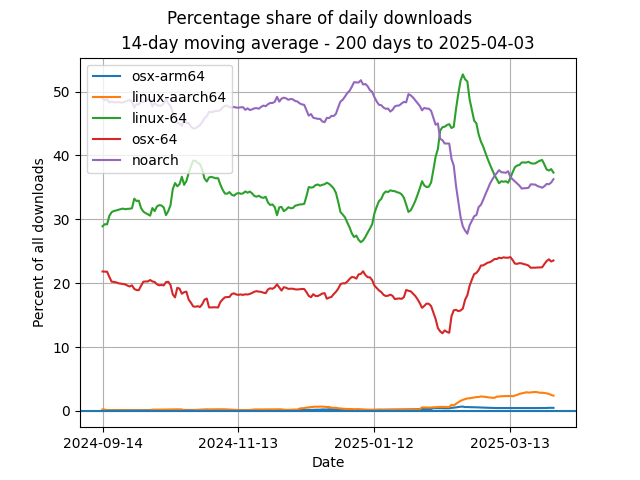 Percentage share of daily downloads
14-day moving average - 200 days to 2025-04-03
osx-arm64
linux-aarch64
linux-64
osx-64
noarch
Percent of all downloads
50
40
30
20
10
0
2024-09-14
2024-11-13
2025-01-12
2025-03-13
Date